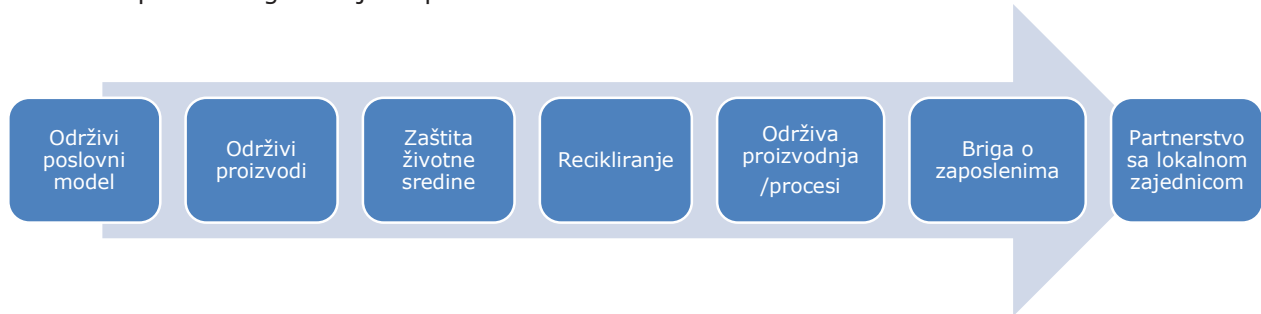 Održivi
poslovni
model
Održivi
proizvodi
Zaštita
životne
sredine
Recikliranje
Održiva
proizvodnja
/procesi
Briga o
zaposlenima
Partnerstvo
sa lokalnom
zajednicom